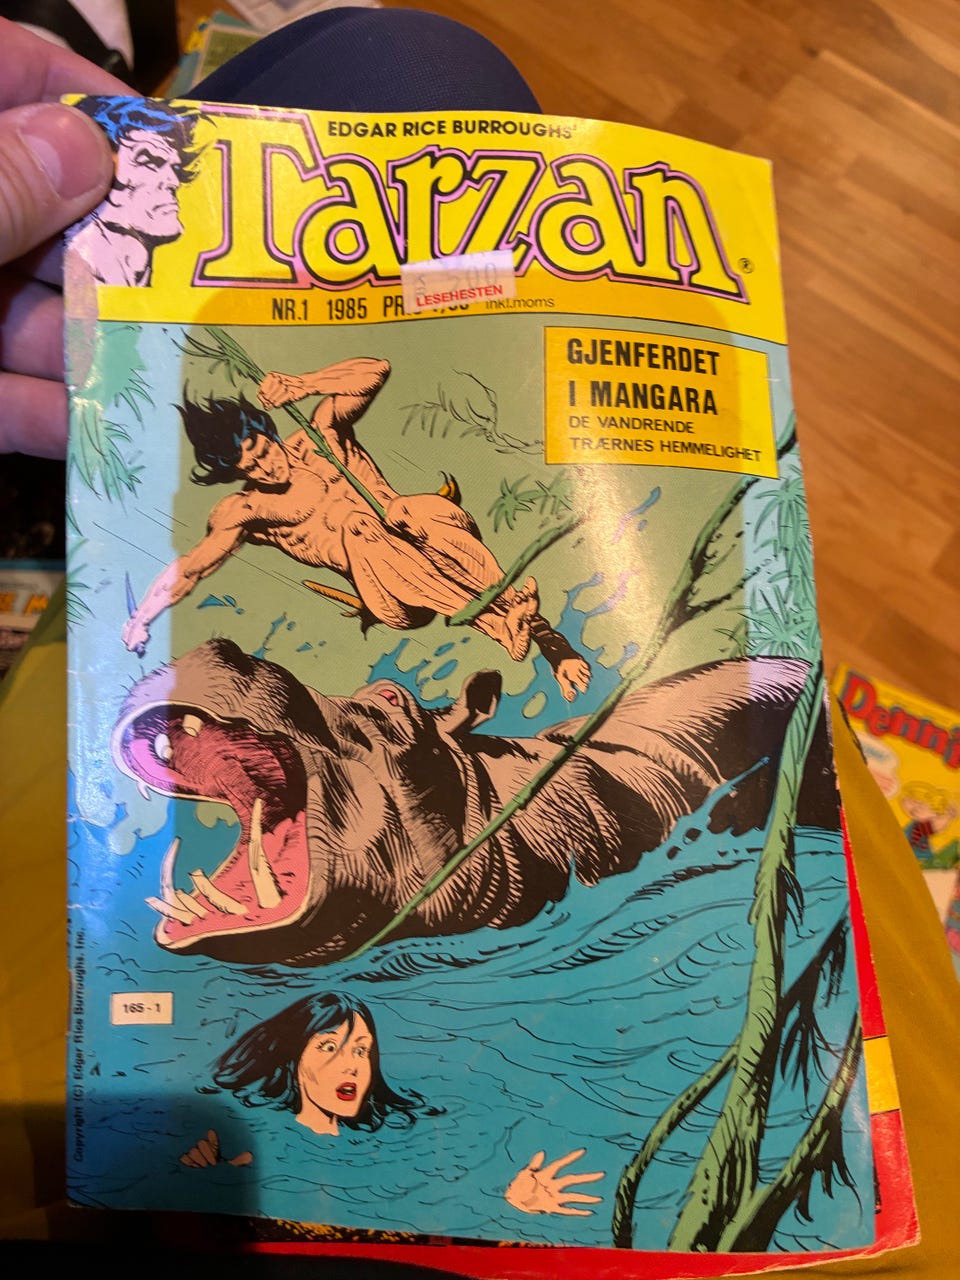 EDGAR RICE BURROUGHS'
Tarzan®
LESEHESTEN
NR.1 1985 inkl.moms
GJENFERDET
I MANGARA
DE VANDRENDE
TRÆRNES HEMMELIGHET
165-1
Copyright (C) Edgar Rice Burroughs, Inc.
Denni